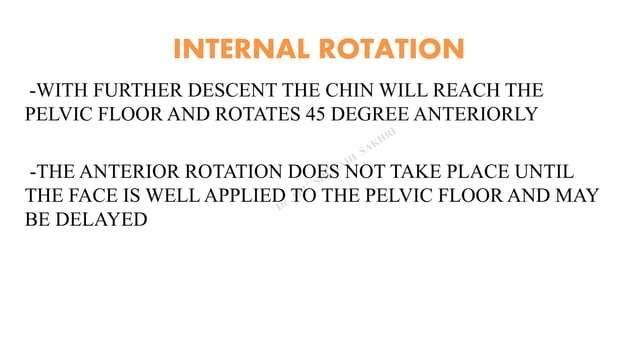 INTERNAL ROTATION
-WITH FURTHER DESCENT THE CHIN WILL REACH THE
PELVIC FLOOR AND ROTATES 45 DEGREE ANTERIORLY
-THE ANTERIOR ROTATION DOES NOT TAKE PLACE UNTIL
THE FACE IS WELL APPLIED TO THE PELVIC FLOOR AND MAY
BE DELAYED
SAKHRI